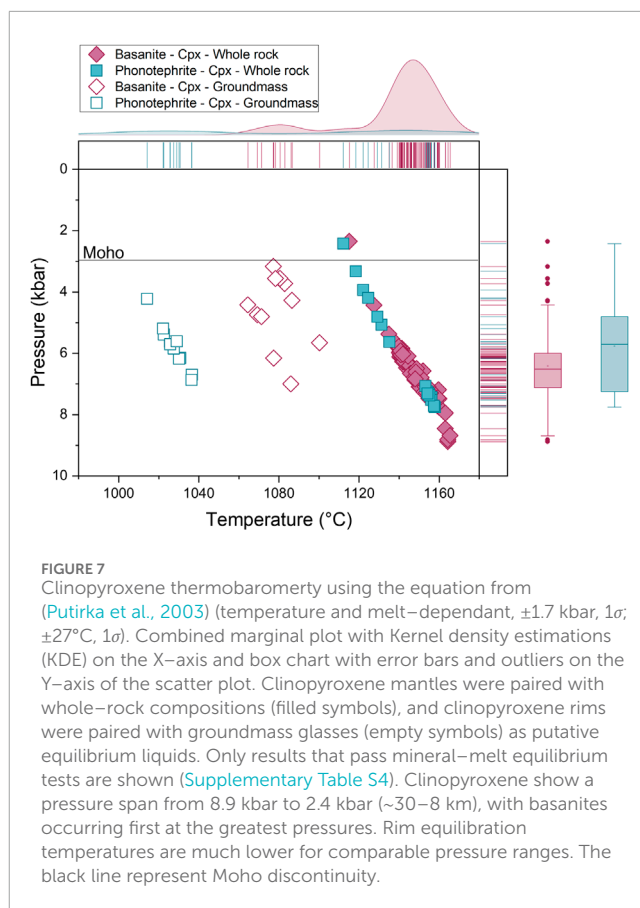 Basanite - Cpx - Whole rock
Phonotephrite - Cpx - Whole rock
Basanite - Cpx - Groundmass
Phonotephrite - Cpx - Groundmass
0
2
4
6
8
10
Moho
Pressure (kbar)
1000 1040 1080 1120 1160
Temperature (°C)
FIGURE 7
Clinopyroxene thermobaromerty using the equation from
(Putirka et al., 2003) (temperature and melt–dependant, ±1.7 kbar, 1σ;
±27°C, 1σ). Combined marginal plot with Kernel density estimations
(KDE) on the X–axis and box chart with error bars and outliers on the
Y–axis of the scatter plot. Clinopyroxene mantles were paired with
whole–rock compositions (filled symbols), and clinopyroxene rims
were paired with groundmass glasses (empty symbols) as putative
equilibrium liquids. Only results that pass mineral–melt equilibrium
tests are shown (Supplementary Table S4). Clinopyroxene show a
pressure span from 8.9 kbar to 2.4 kbar (~30–8 km), with basanites
occurring first at the greatest pressures. Rim equilibration
temperatures are much lower for comparable pressure ranges. The
black line represent Moho discontinuity.